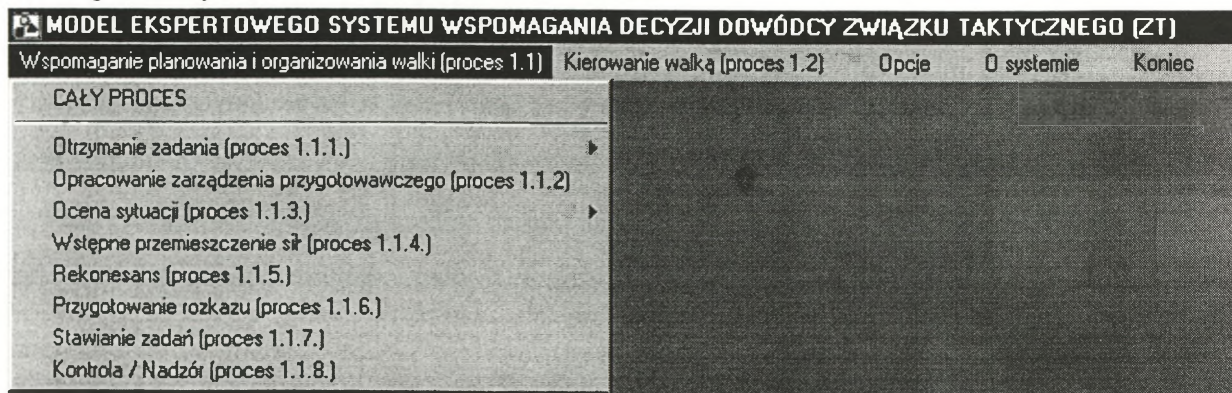 MODEL EKSPERTOWEGO SYSTEMU WSPOMAGANIA DECYZJI DOWÓDCY ZWIĄZKU TAKTYCZNEGO (ZT)
Wspomaganie planowania i organizowania walki (proces 1.1) Kierowanie walką (proces 1.2) Opcje O systemie Koniec
CAŁY PROCES
Otrzymanie zadania (proces 1.1.1.)
Opracowanie zarządzenia przygotowawczego (proces 1.1.2)
Ocena sytuacji (proces 1.1.3.)
Wstępne przemieszczenie sił (proces 1.1.4.)
Rekonesans (proces 1.1.5.)
Przygotowanie rozkazu (proces 1.1.6.)
Stawianie zadań (proces 1.1.7.)
Kontrola / Nadzór (proces 1.1.8.)